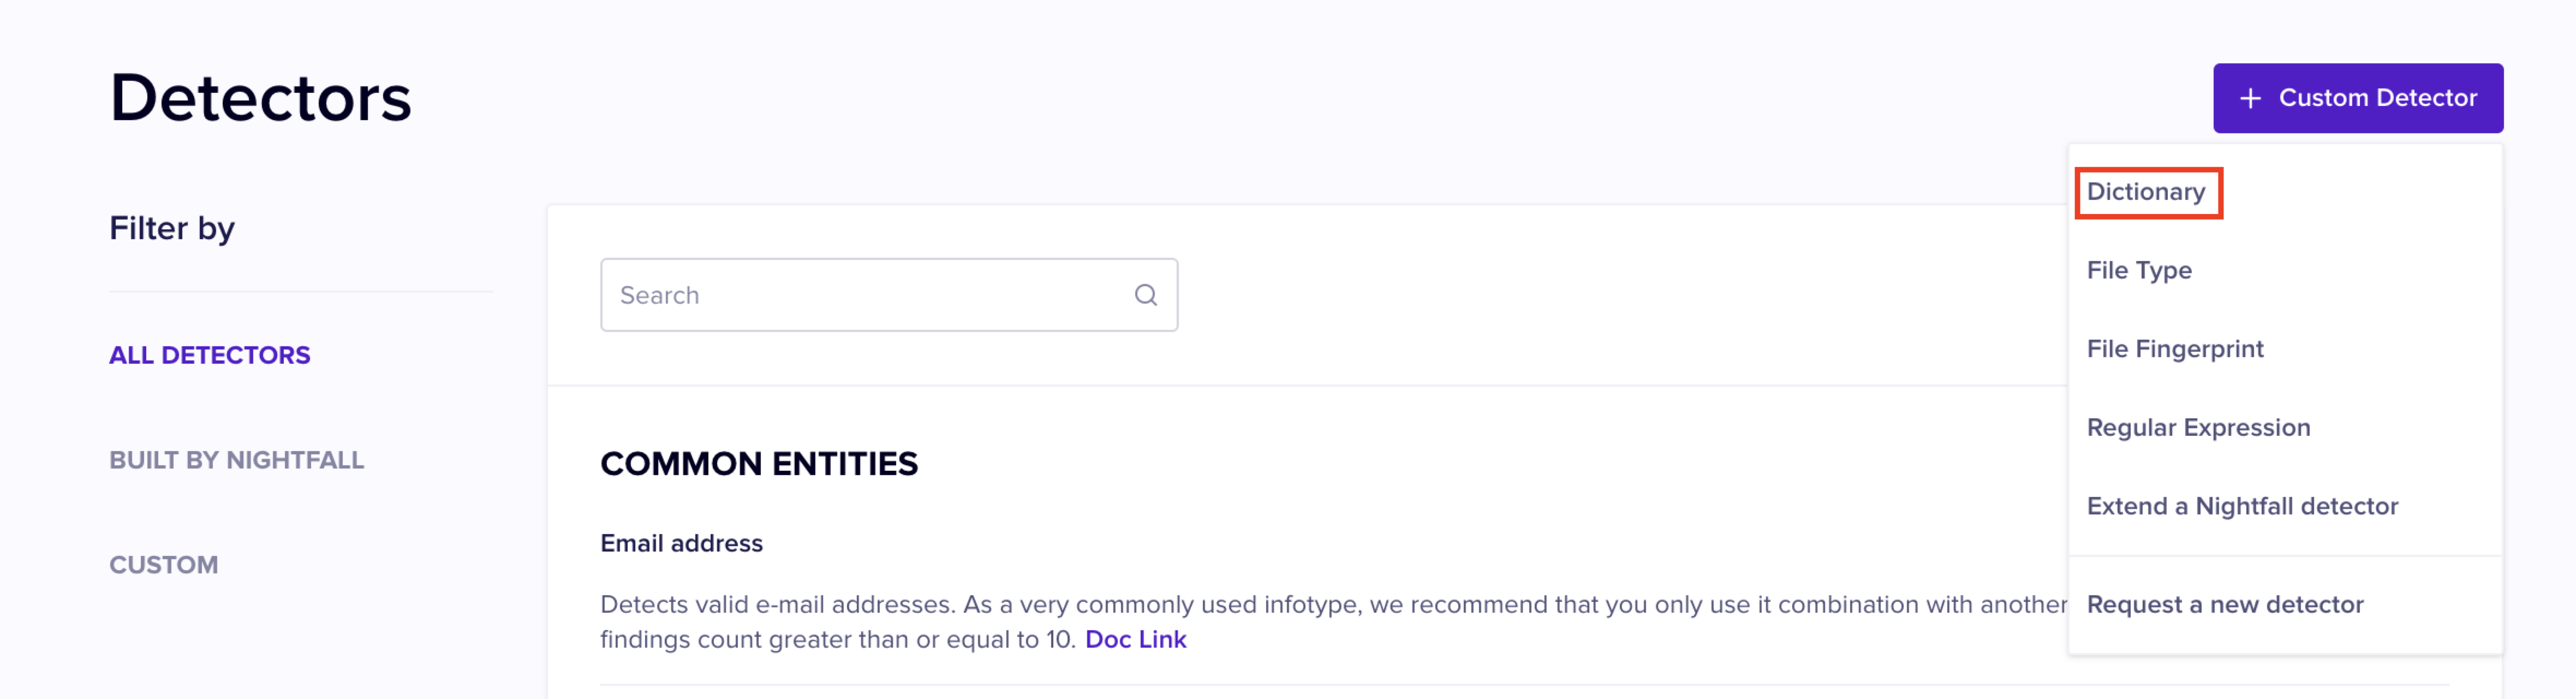 Detectors
+ Custom Detector
Dictionary
File Type
File Fingerprint
Regular Expression
Extend a Nightfall detector
Request a new detector
Filter by
ALL DETECTORS
BUILT BY NIGHTFALL
CUSTOM
Search
COMMON ENTITIES
Email address
Detects valid e-mail addresses. As a very commonly used infotype, we recommend that you only use it combination with another
findings count greater than or equal to 10. Doc Link